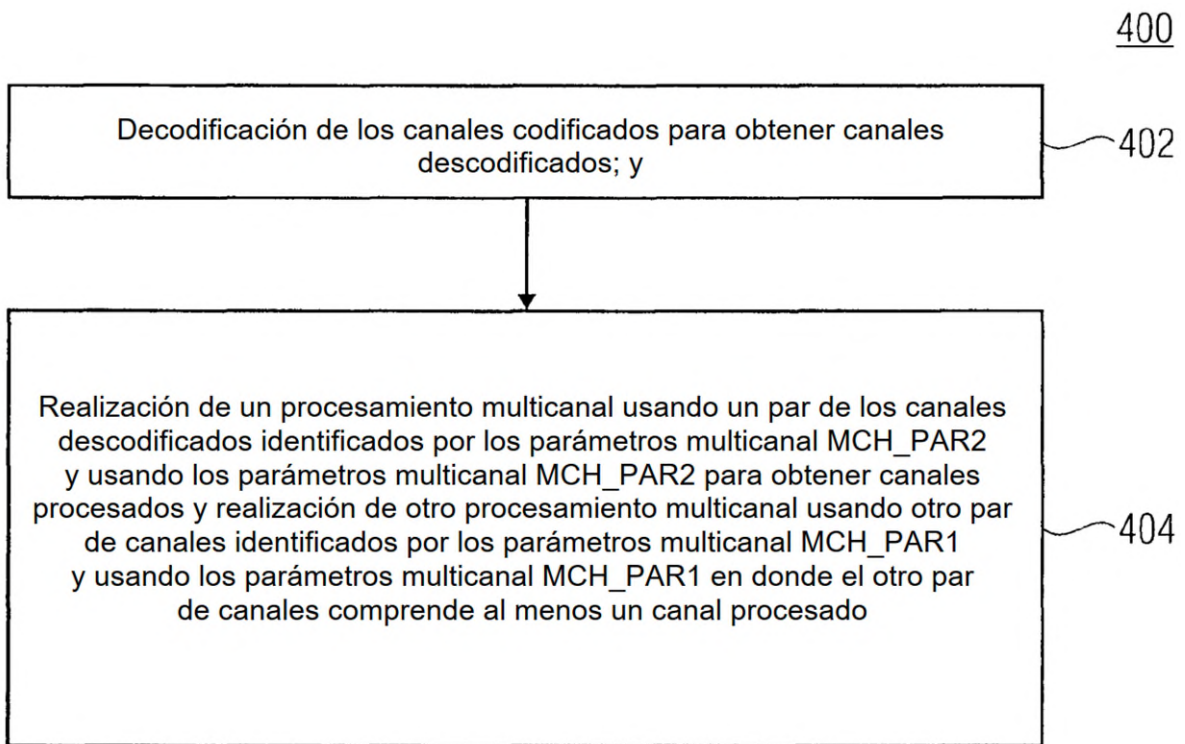 400
Decodificación de los canales codificados para obtener canales
descodificados; y
402
Realización de un procesamiento multicanal usando un par de los canales
descodificados identificados por los parámetros multicanal MCH_PAR2
y usando los parámetros multicanal MCH_PAR2 para obtener canales
procesados y realización de otro procesamiento multicanal usando otro par
de canales identificados por los parámetros multicanal MCH_PAR1
y usando los parámetros multicanal MCH_PAR1 en donde el otro par
de canales comprende al menos un canal procesado
404